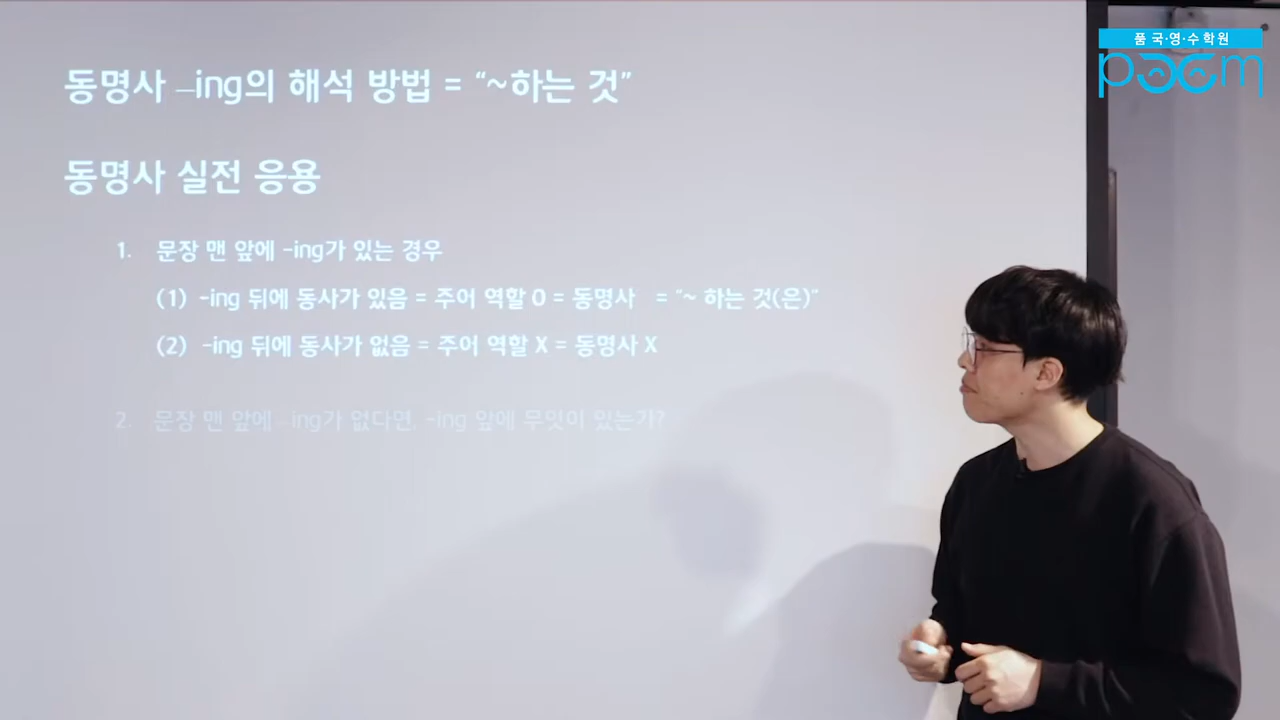 품 국·영·수 학원
poem
동명사 –ing의 해석 방법 = “~하는 것”
동명사 실전 응용
1. 문장 맨 앞에 -ing가 있는 경우
(1) -ing 뒤에 동사가 있음 = 주어 역할 O = 동명사 = “~ 하는 것(은)”
(2) -ing 뒤에 동사가 없음 = 주어 역할 X = 동명사 X
2. 문장 맨 앞에 -ing가 없다면, -ing 앞에 무엇이 있는가?